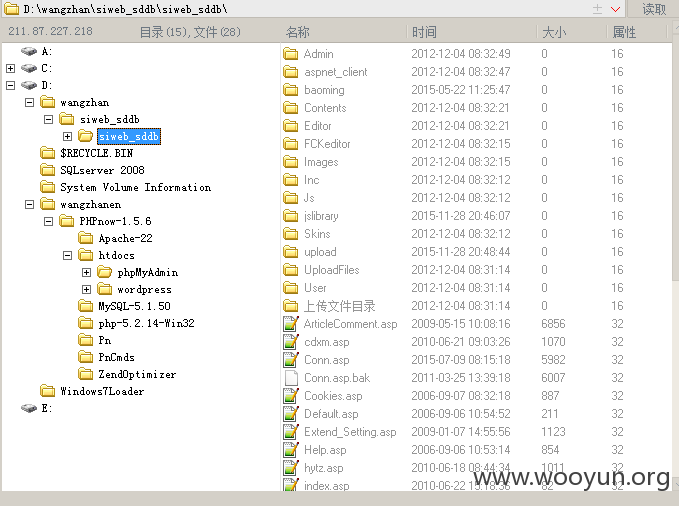 D:\wangzhan\siweb_sddb\siweb_sddb\ 读取
211.87.227.218 目录(15),文件(28) 名称 时间 大小 属性
A:
C:
D:
wangzhan
siweb_sddb
siweb_sddb
$RECYCLE.BIN
SQLserver 2008
System Volume Information
wangzhanen
PHPnow-1.5.6
Apache-22
htdocs
phpMyAdmin
wordpress
MySQL-5.1.50
php-5.2.14-Win32
Pn
PnCmds
ZendOptimizer
Windows7Loader
E:
Admin 2012-12-04 08:32:49 0 16
aspnet_client 2012-12-04 08:32:21 0 16
baoming 2015-05-22 11:25:47 0 16
Contents 2012-12-04 08:32:21 0 16
Editor 2012-12-04 08:32:21 0 16
FCKeditor 2012-12-04 08:32:15 0 16
Images 2012-12-04 08:32:15 0 16
Inc 2012-12-04 08:32:12 0 16
Js 2012-12-04 08:32:12 0 16
jslibrary 2015-11-28 20:46:07 0 16
Skins 2012-12-04 08:32:12 0 16
upload 2015-11-28 20:48:44 0 16
UploadFiles 2012-12-04 08:31:14 0 16
User 2012-12-04 08:31:14 0 16
上传文件目录 2012-12-04 08:31:14 0 16
ArticleComment.asp 2009-05-15 10:08:16 6856 32
cdxm.asp 2010-06-21 09:03:26 1070 32
Conn.asp 2015-07-09 08:15:18 5982 32
Conn.asp.bak 2011-03-25 13:39:18 6007 32
Cookies.asp 2006-09-07 08:32:18 887 32
Default.asp 2006-09-06 10:54:52 211 32
Extend_Setting.asp 2009-01-07 14:55:56 1123 32
Help.asp 2006-09-06 10:53:14 854 32
hytz.asp 2010-06-18 08:44:34 1011 32
index.asp 2010-06-22 15:18:36 82 32
www.wooyun.org